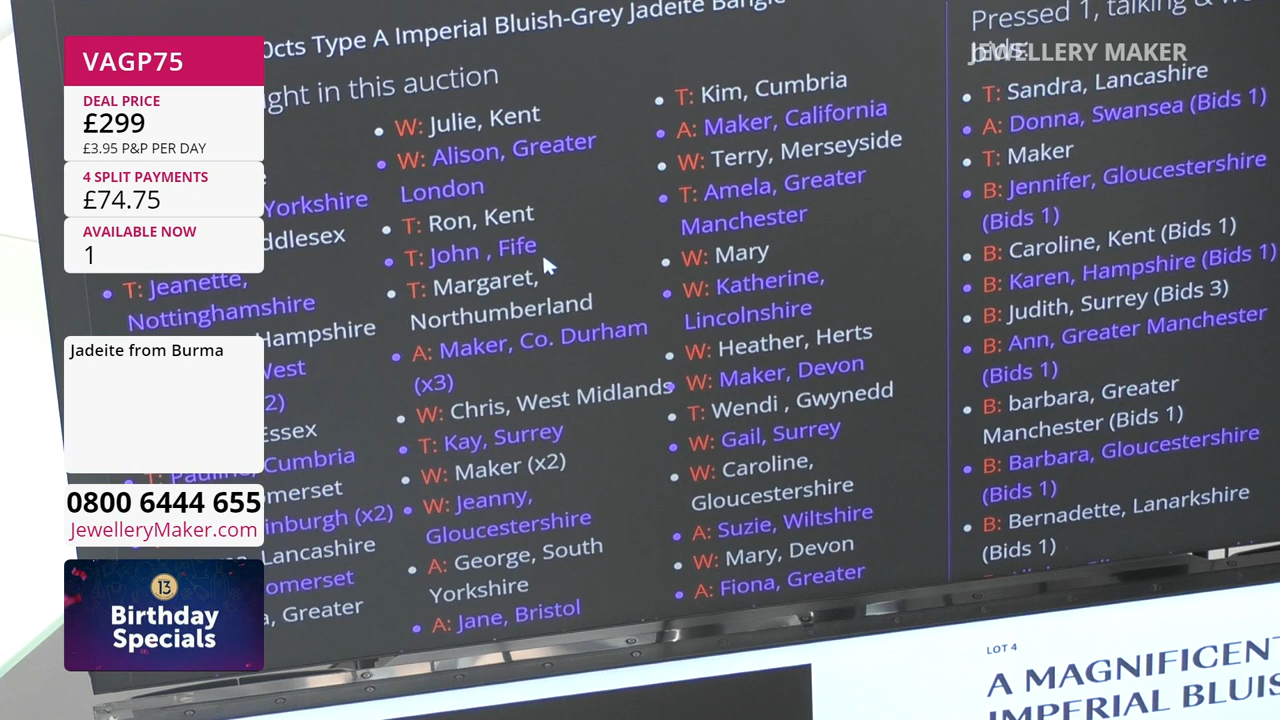 VAGP75
DEAL PRICE
£299
£3.95 P&P PER DAY
4 SPLIT PAYMENTS
£74.75
AVAILABLE NOW
1
Jadeite from Burma
0800 6444 655
JewelleryMaker.com
13
Birthday
Specials
JEWELLERY MAKER
0cts Type A Imperial Bluish-Grey Jadeite Bangle
ght in this auction
Yorkshire
ddlesex
T: Jeanette,
Nottinghamshire
Hampshire
West
2)
Essex
Cumbria
merset
inburgh (x2)
Lancashire
omerset
a, Greater
W: Julie, Kent
W: Alison, Greater
London
T: Ron, Kent
T: John , Fife
T: Margaret,
Northumberland
A: Maker, Co. Durham
(x3)
W: Chris, West Midlands
T: Kay, Surrey
W: Maker (x2)
W: Jeanny,
Gloucestershire
A: George, South
Yorkshire
A: Jane, Bristol
T: Kim, Cumbria
A: Maker, California
W: Terry, Merseyside
T: Amela, Greater
Manchester
W: Mary
W: Katherine,
Lincolnshire
W: Heather, Herts
W: Maker, Devon
T: Wendi , Gwynedd
W: Gail, Surrey
W: Caroline,
Gloucestershire
A: Suzie, Wiltshire
W: Mary, Devon
A: Fiona, Greater
Pressed 1, talking &
bids:
T: Sandra, Lancashire
A: Donna, Swansea (Bids 1)
T: Maker
B: Jennifer, Gloucestershire
(Bids 1)
B: Caroline, Kent (Bids 1)
B: Karen, Hampshire (Bids 1)
B: Judith, Surrey (Bids 3)
B: Ann, Greater Manchester
(Bids 1)
B: barbara, Greater
Manchester (Bids 1)
B: Barbara, Gloucestershire
(Bids 1)
B: Bernadette, Lanarkshire
(Bids 1)
LOT 4
A MAGNIFICENT
IMPERIAL BLUIS